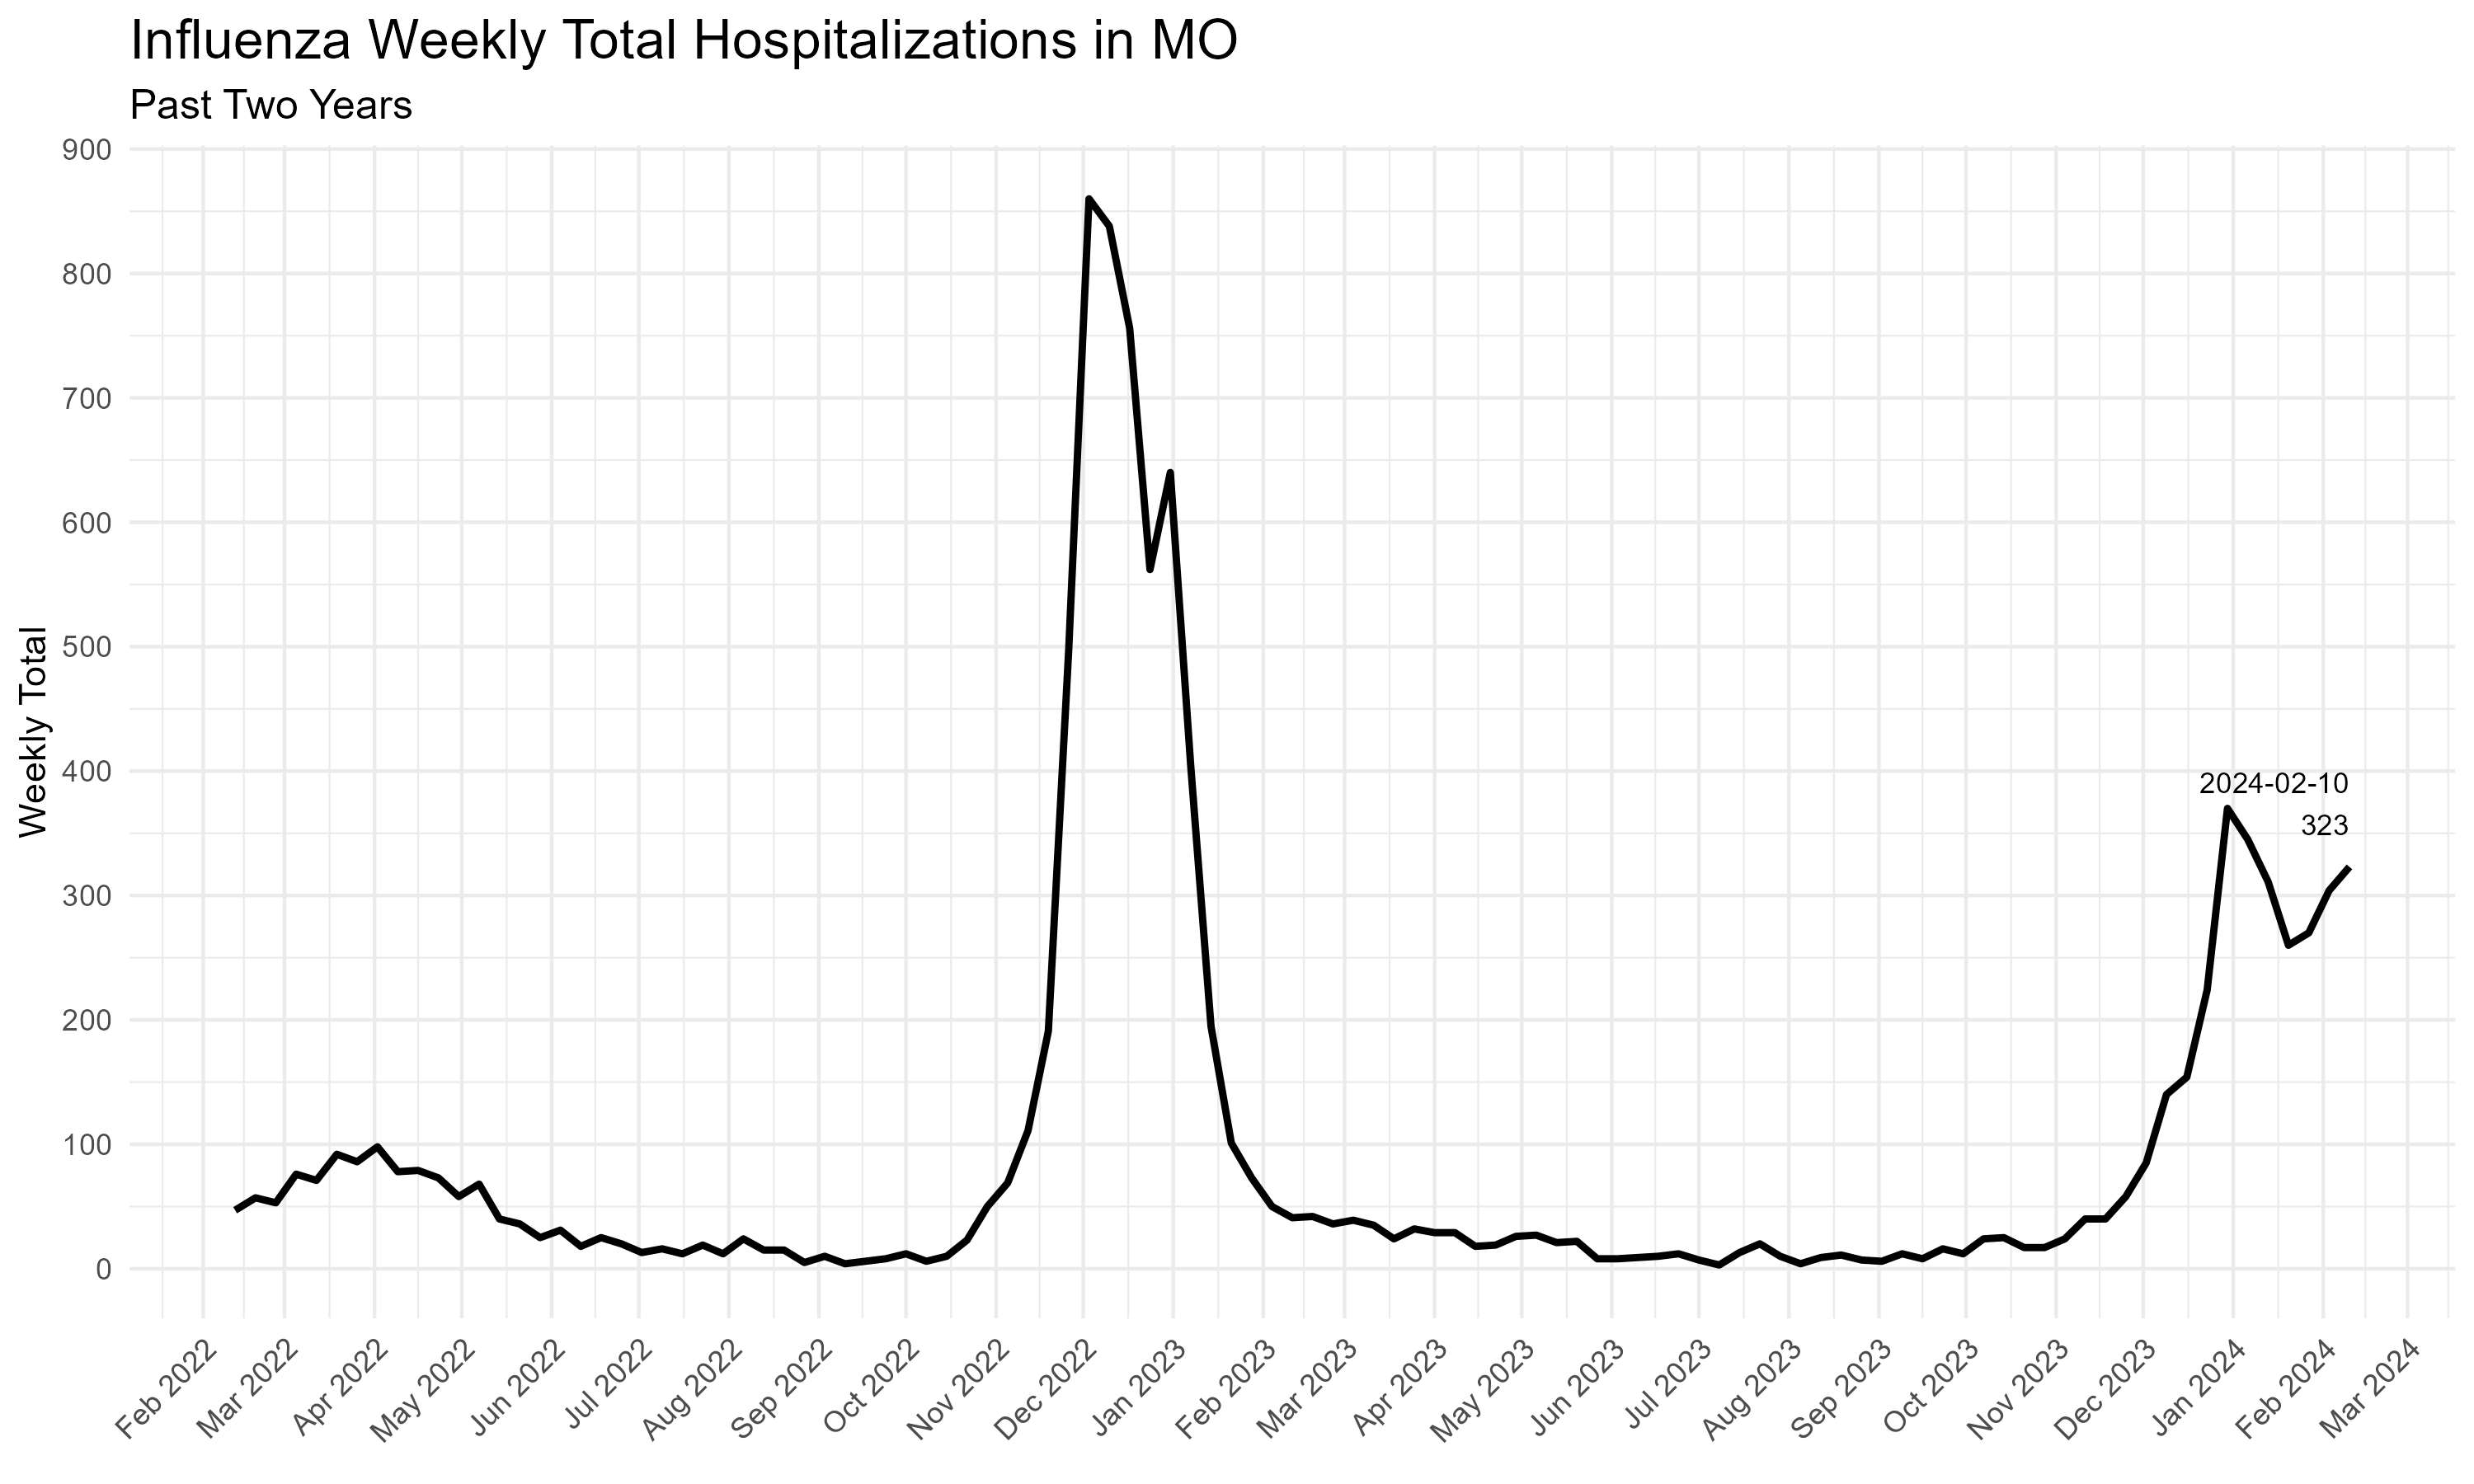 Influenza Weekly Total Hospitalizations in MO
Past Two Years
Weekly Total
900
800
700
600
500
400
300
200
100
0
2024-02-10
323
Feb 2022
Mar 2022
Apr 2022
May 2022
Jun 2022
Jul 2022
Aug 2022
Sep 2022
Oct 2022
Nov 2022
Dec 2022
Jan 2023
Feb 2023
Mar 2023
Apr 2023
May 2023
Jun 2023
Jul 2023
Aug 2023
Sep 2023
Oct 2023
Nov 2023
Dec 2023
Jan 2024
Feb 2024
Mar 2024